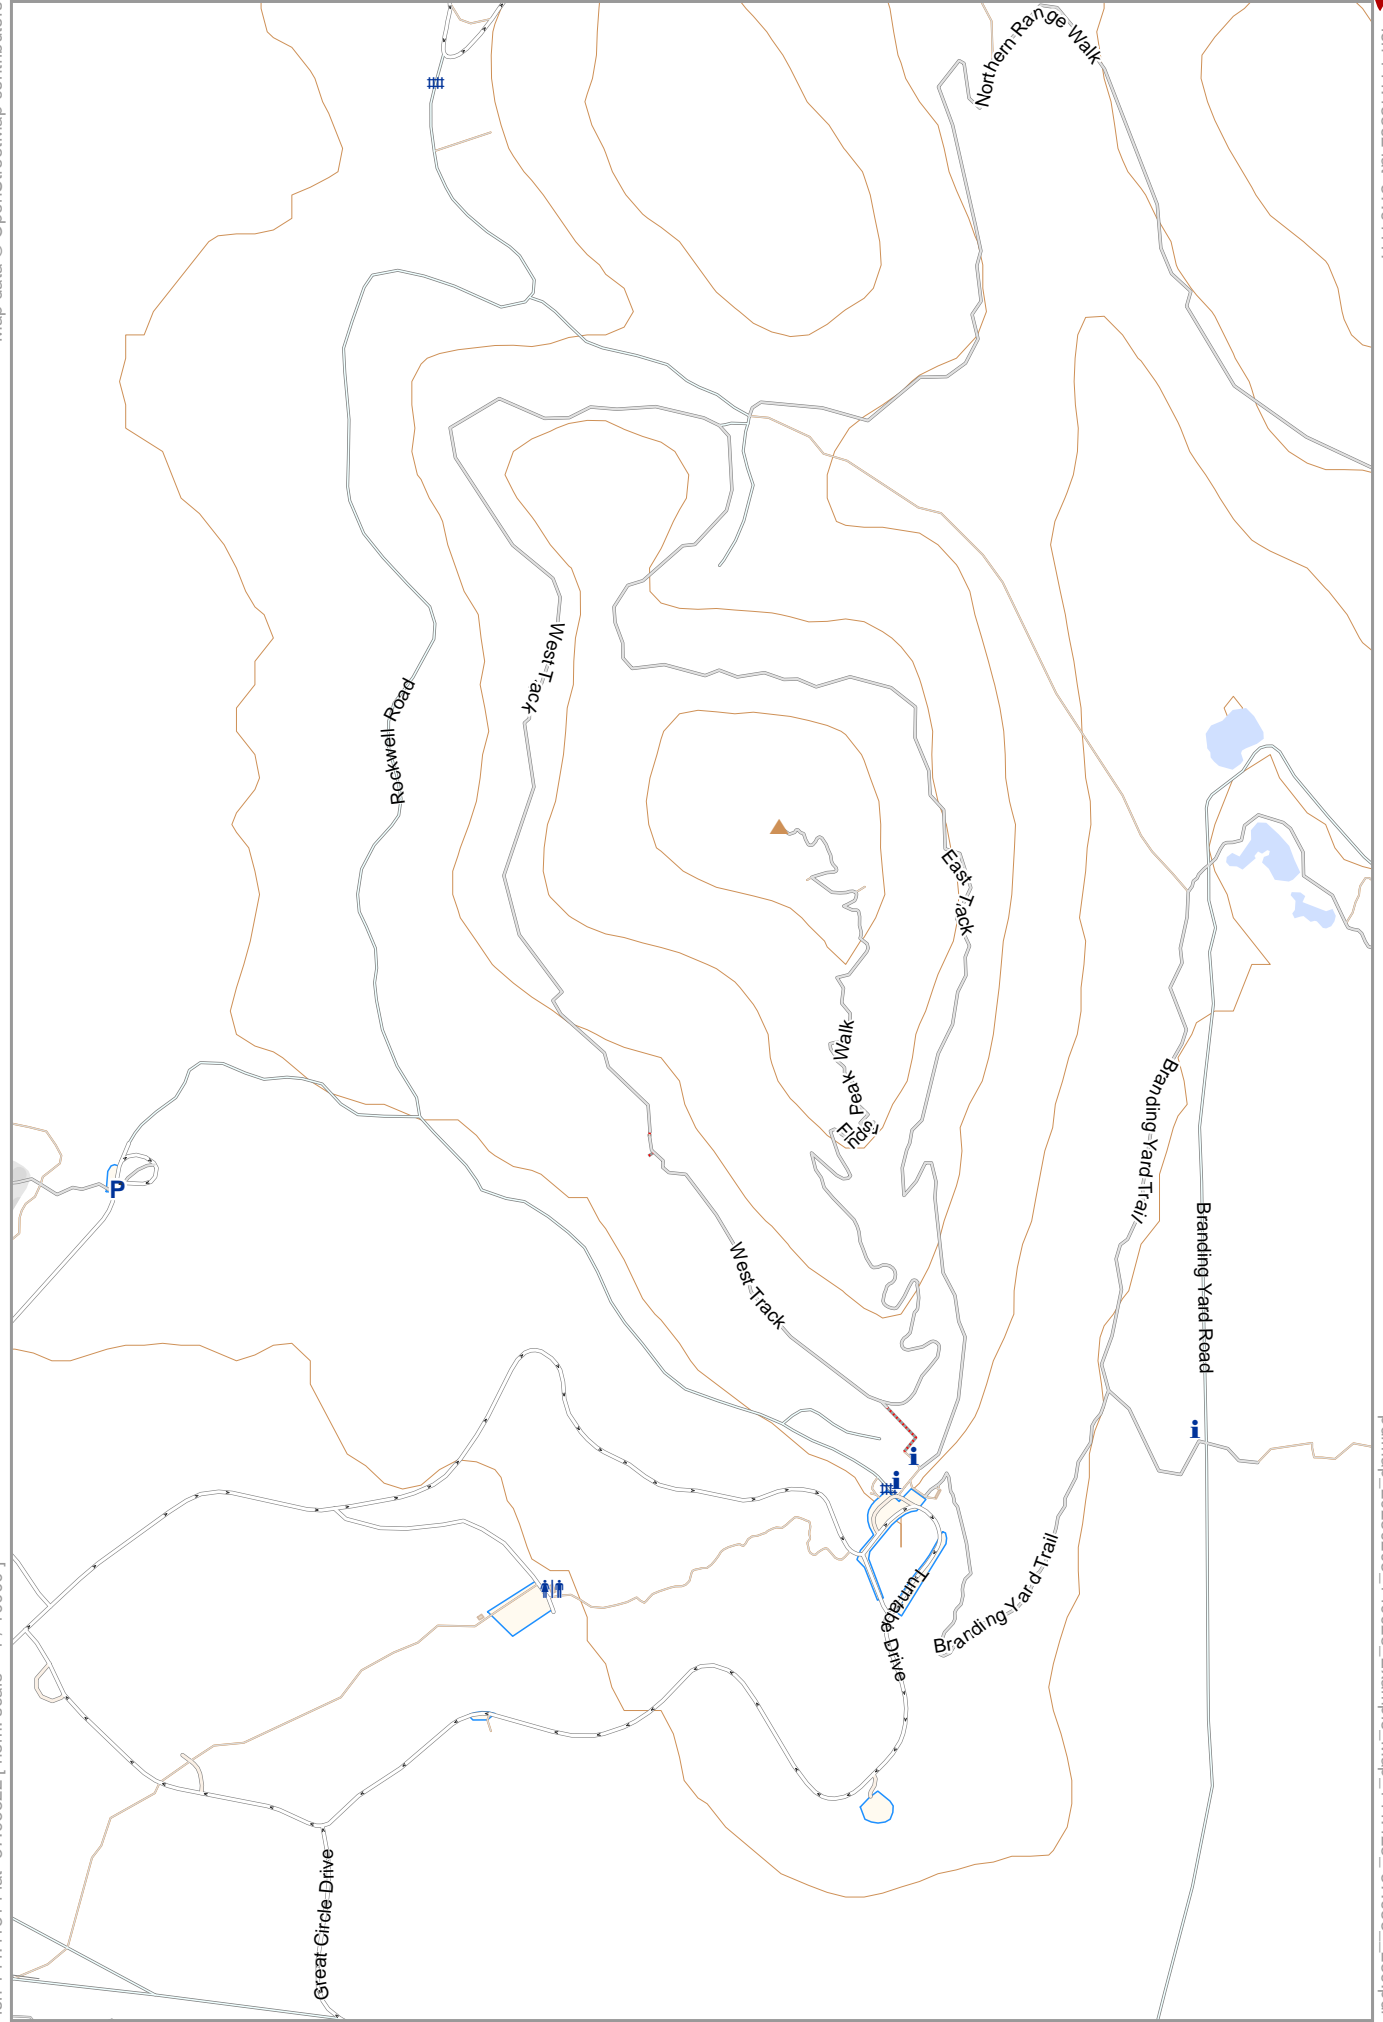 Northern Range Walk
West Track
Rockwell Road
East Track
Flinders Peak Walk
Branding Yard Trail
P
Branding Yard Road
West Track
i
i
i
Turntable Drive
Branding Yard Trail
Great Circle Drive